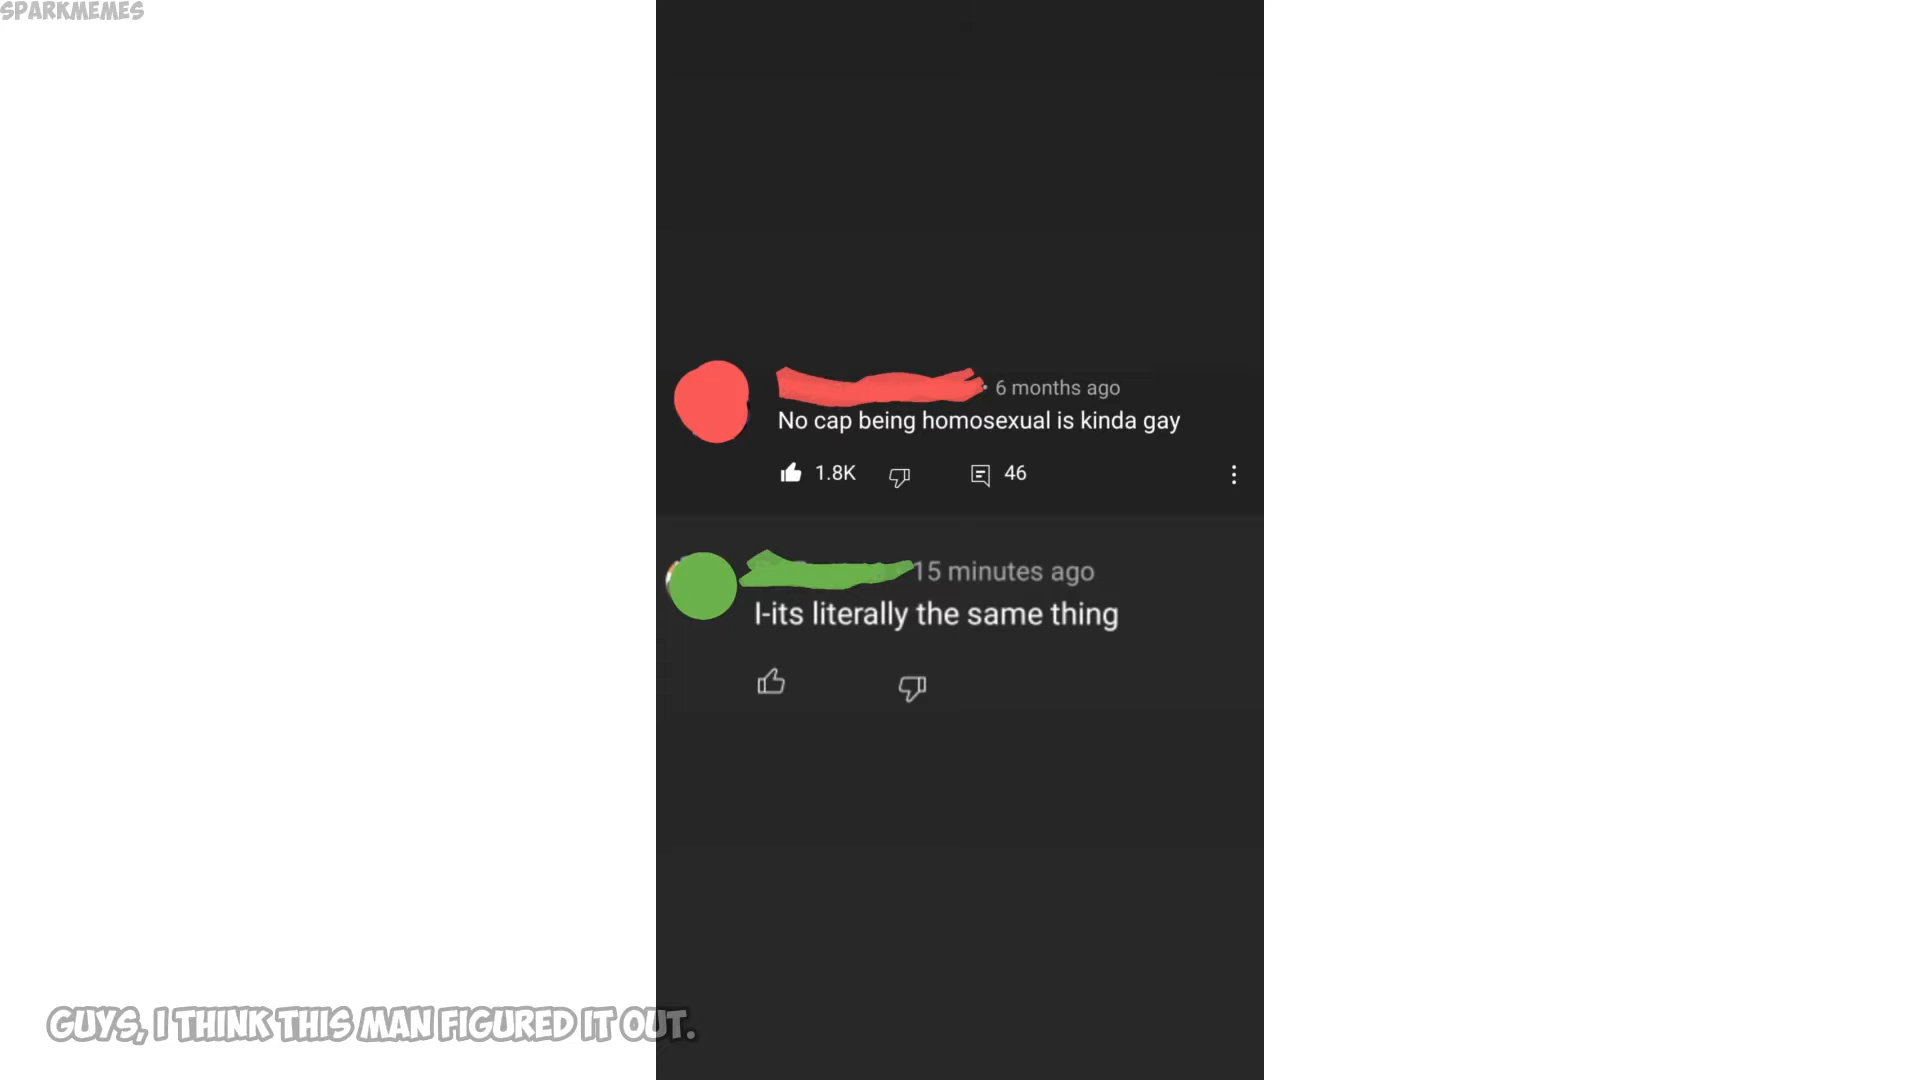 SPARKMEMES
6 months ago
No cap being homosexual is kinda gay
1.8K 46
15 minutes ago
I-its literally the same thing
GUYS, I THINK THIS MAN FIGURED IT OUT.